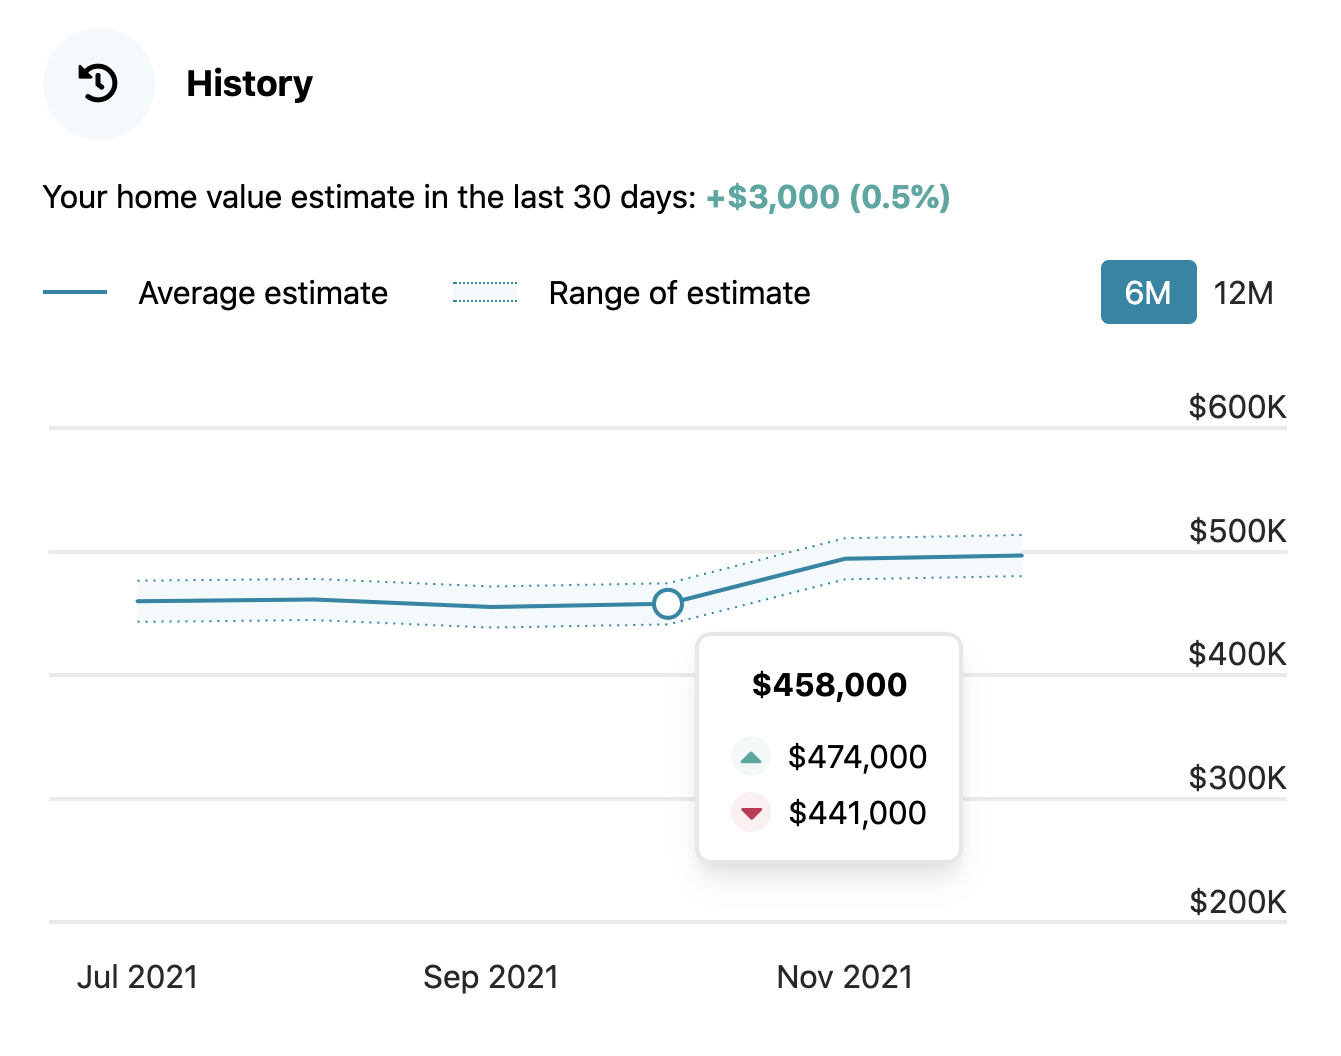 History
Your home value estimate in the last 30 days: +$3,000 (0.5%)
Average estimate Range of estimate 6M 12M
$600K
$500K
$400K
$458,000
$474,000
$300K
$441,000
$200K
Jul 2021 Sep 2021 Nov 2021